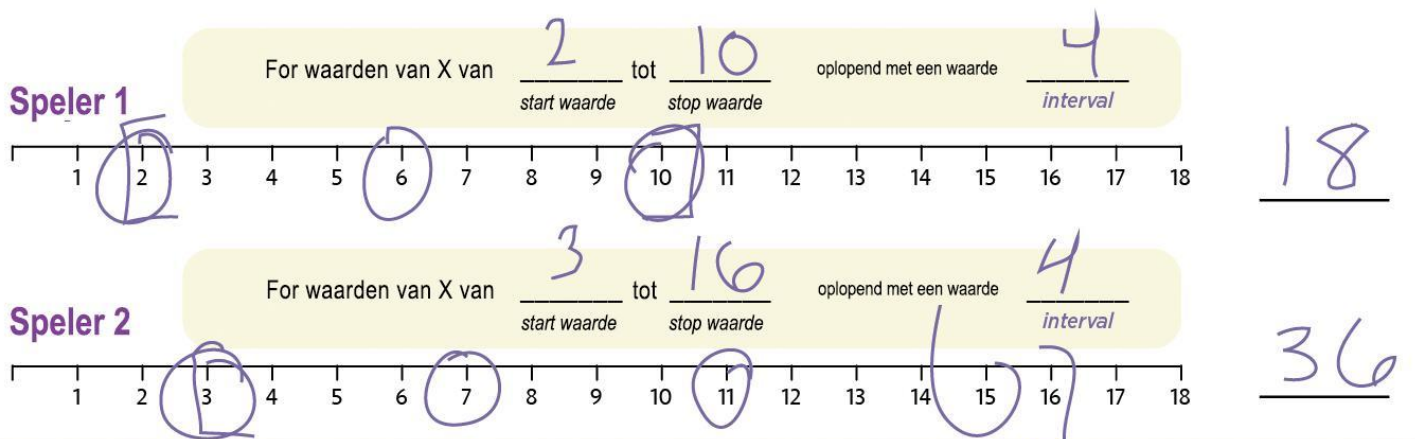 For waarden van X van 2 tot 10 oplopend met een waarde 4
start waarde stop waarde interval
Speler 1
1 2 3 4 5 6 7 8 9 10 11 12 13 14 15 16 17 18
18
For waarden van X van 3 tot 16 oplopend met een waarde 4
start waarde stop waarde interval
Speler 2
1 2 3 4 5 6 7 8 9 10 11 12 13 14 15 16 17 18
36